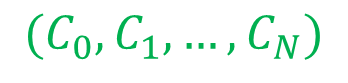 (C₀, C₁, …, C_N)